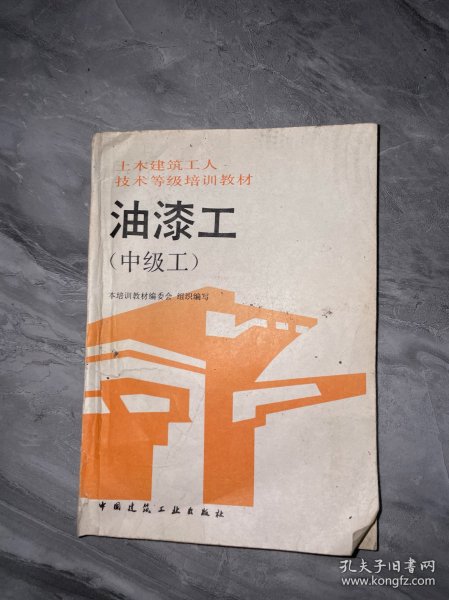 土木建筑工人
技术等级培训教材
油漆工
(中级工)
本培训教材编委会 组织编写
中国建筑工业出版社
孔夫子旧书网
www.kongfz.com